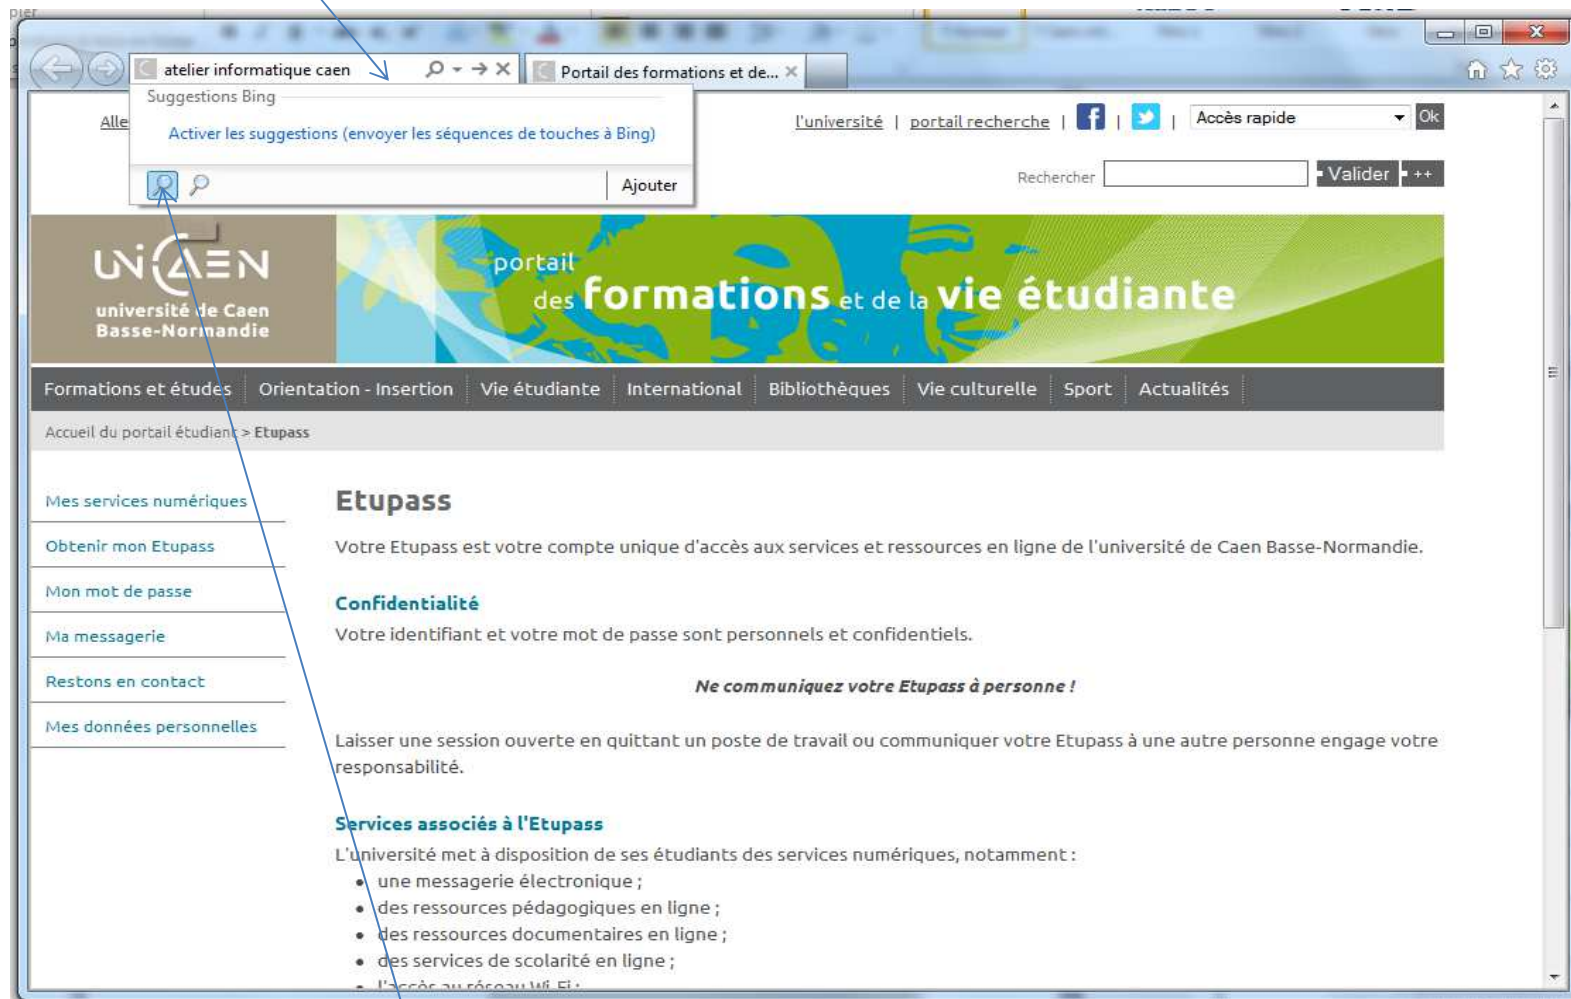 atelier informatique caen
Portail des formations et de...
Suggestions Bing
Activer les suggestions (envoyer les séquences de touches à Bing)
Ajouter
Alle
l'université | portail recherche | f | | Accès rapide Ok
Rechercher Valider ++
UNICAEN
université de Caen
Basse-Normandie
portail
des formations et de la vie étudiante
Formations et études Orientation - Insertion Vie étudiante International Bibliothèques Vie culturelle Sport Actualités
Accueil du portail étudiant > Etupass
Mes services numériques
Obtenir mon Etupass
Mon mot de passe
Ma messagerie
Restons en contact
Mes données personnelles
Etupass
Votre Etupass est votre compte unique d'accès aux services et ressources en ligne de l'université de Caen Basse-Normandie.
Confidentialité
Votre identifiant et votre mot de passe sont personnels et confidentiels.
Ne communiquez votre Etupass à personne !
Laisser une session ouverte en quittant un poste de travail ou communiquer votre Etupass à une autre personne engage votre
responsabilité.
Services associés à l'Etupass
L'université met à disposition de ses étudiants des services numériques, notamment :
• une messagerie électronique ;
• des ressources pédagogiques en ligne ;
• des ressources documentaires en ligne ;
• des services de scolarité en ligne ;
• l'accès au réseau Wi-Fi ;